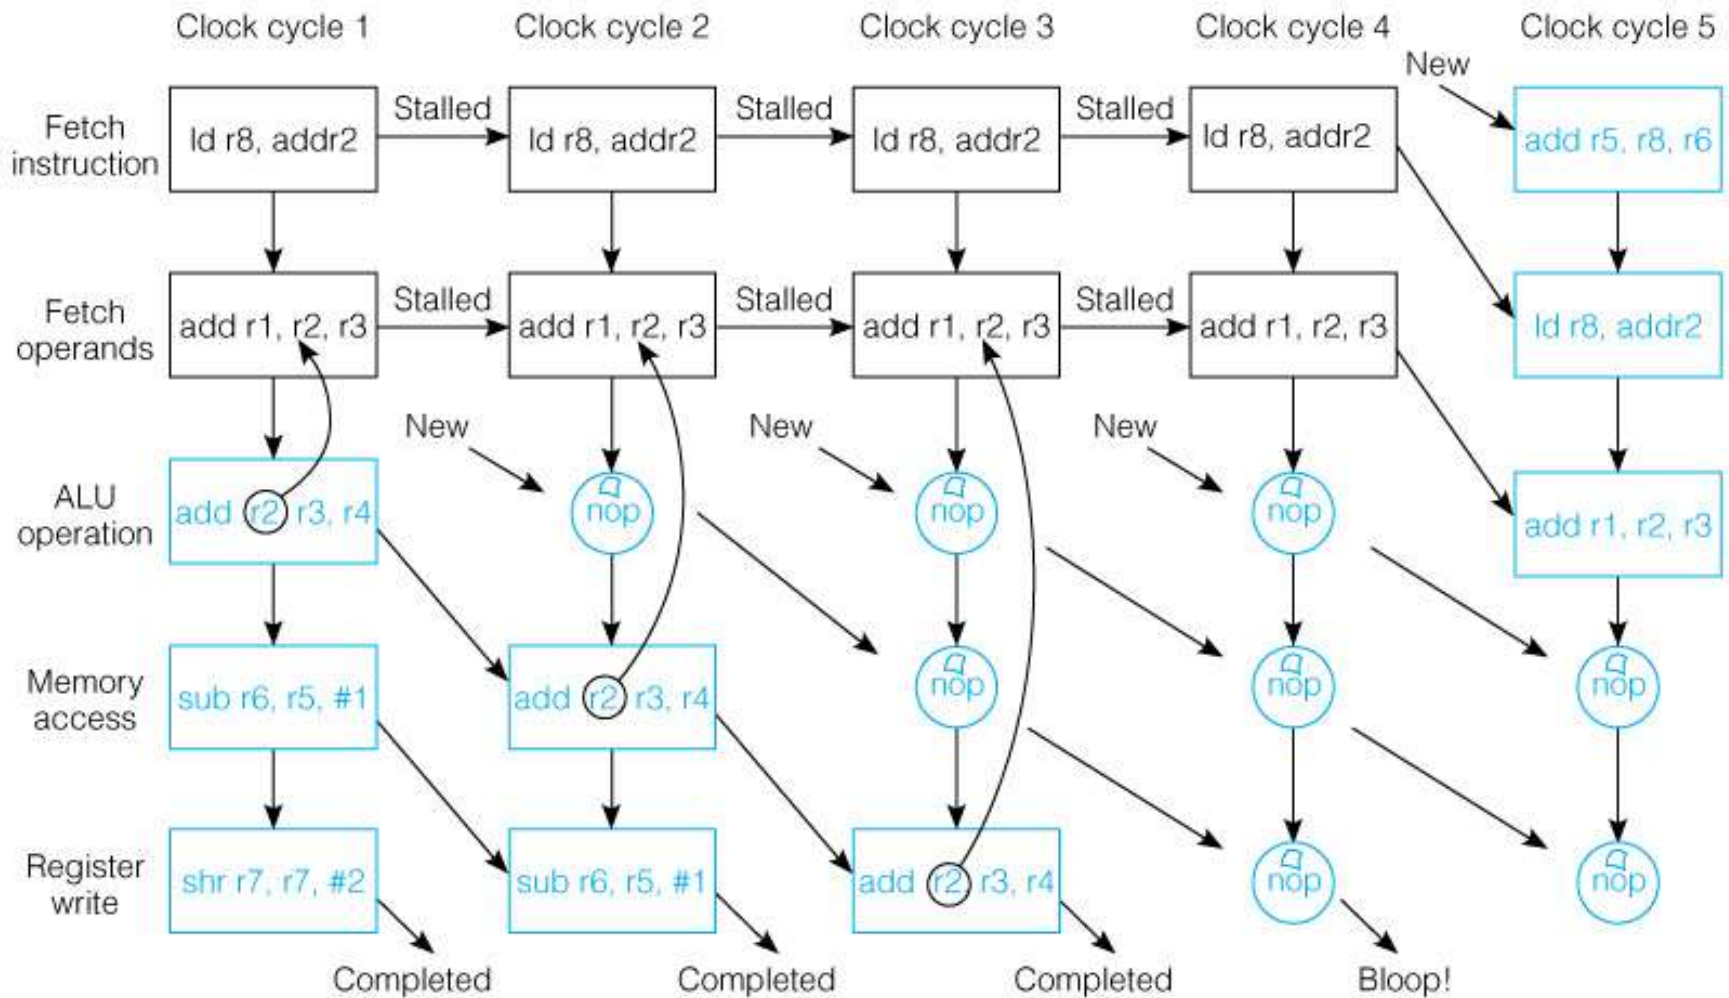 Clock cycle 1 Clock cycle 2 Clock cycle 3 Clock cycle 4 Clock cycle 5
New
Fetch instruction
ld r8, addr2
Stalled
ld r8, addr2
Stalled
ld r8, addr2
Stalled
ld r8, addr2
add r5, r8, r6
Fetch operands
add r1, r2, r3
Stalled
add r1, r2, r3
Stalled
add r1, r2, r3
Stalled
add r1, r2, r3
ld r8, addr2
New
New
New
ALU operation
add r2, r3, r4
nop
nop
nop
add r1, r2, r3
Memory access
sub r6, r5, #1
add r2, r3, r4
nop
nop
nop
Register write
shr r7, r7, #2
sub r6, r5, #1
add r2, r3, r4
nop
nop
Completed
Completed
Completed
Bloop!